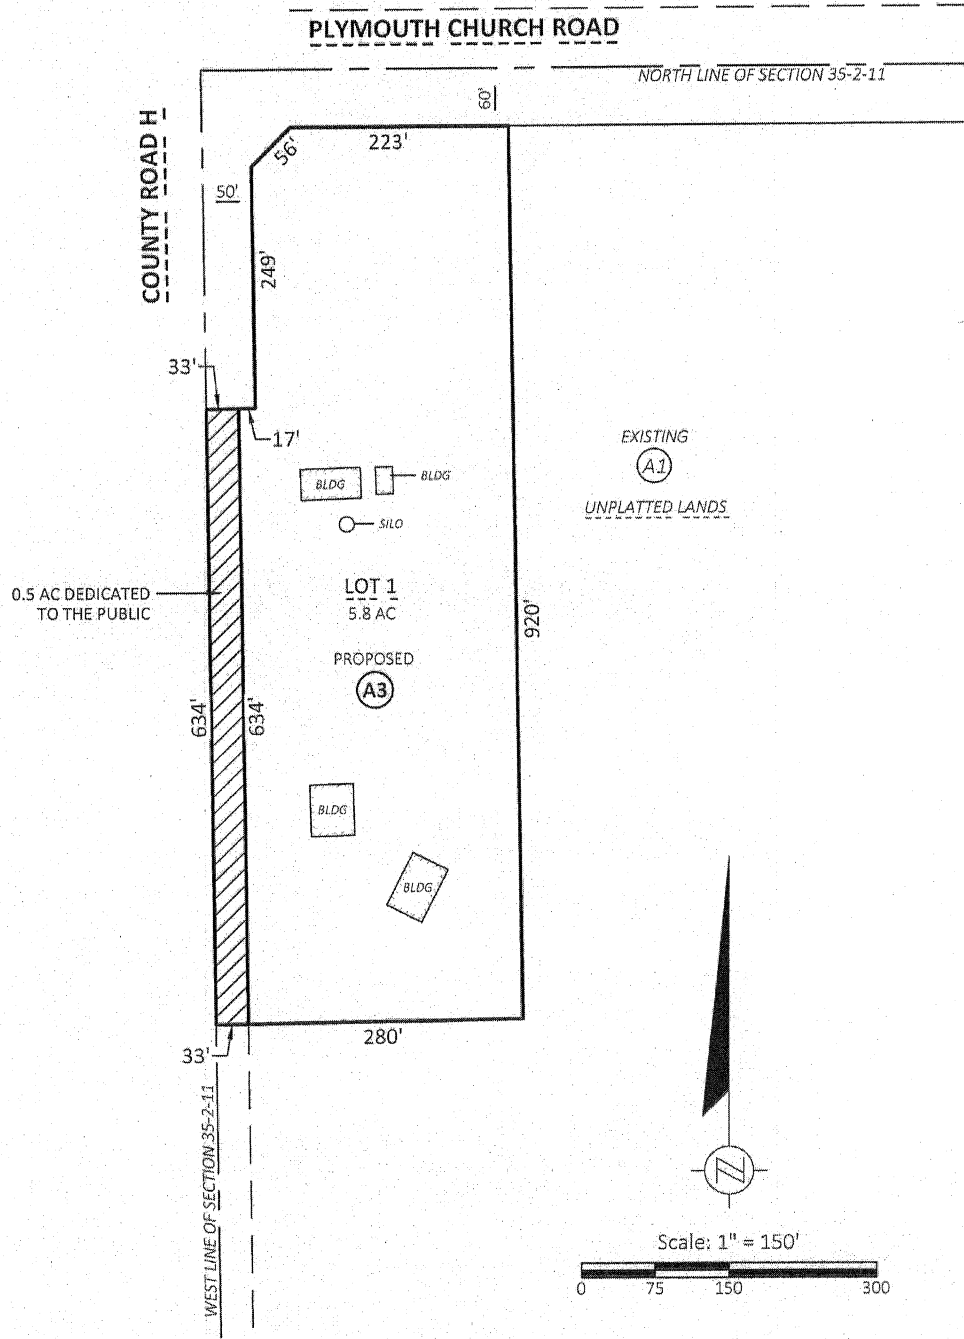 PLYMOUTH CHURCH ROAD
NORTH LINE OF SECTION 35-2-11
60'
COUNTY ROAD H
56'
223'
50'
249'
33'
17'
EXISTING
A1
UNPLATTED LANDS
BLDG
BLDG
SILO
0.5 AC DEDICATED
TO THE PUBLIC
LOT 1
5.8 AC
920'
PROPOSED
A3
634'
634'
BLDG
BLDG
280'
33'
WEST LINE OF SECTION 35-2-11
N
Scale: 1" = 150'
0 75 150 300